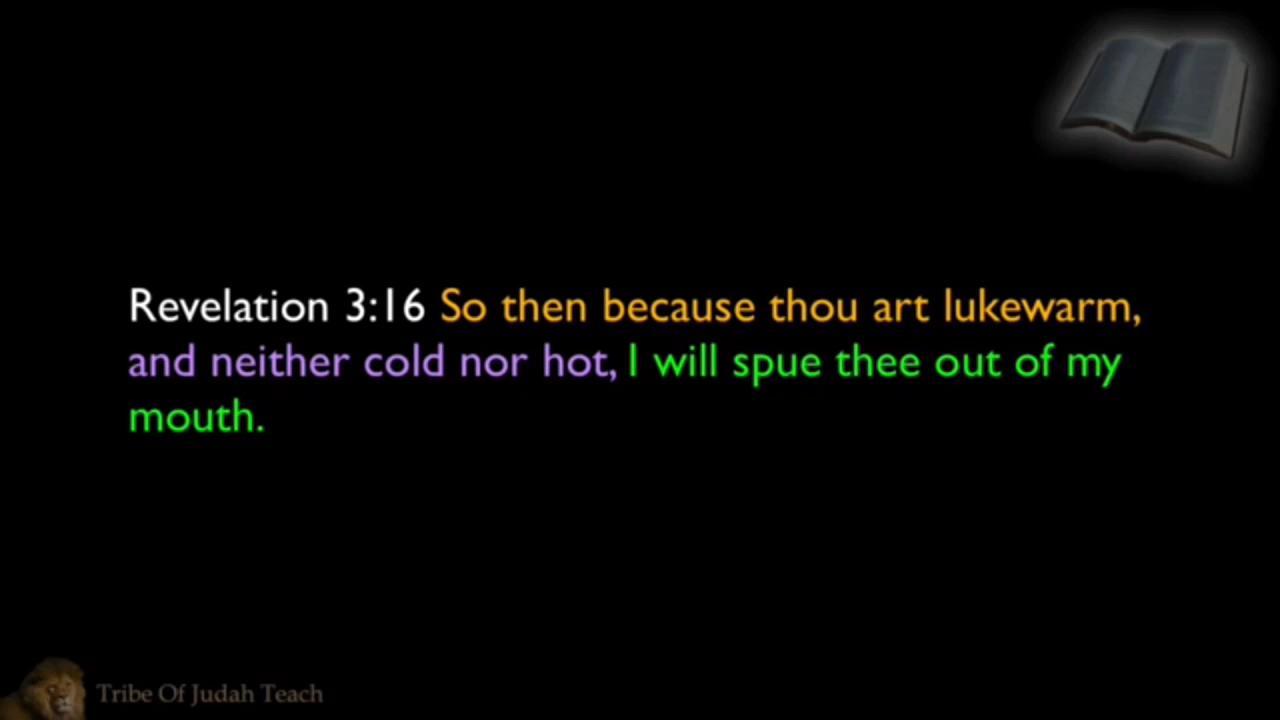 Revelation 3:16 So then because thou art lukewarm,
and neither cold nor hot, I will spue thee out of my
mouth.
Tribe Of Judah Teach